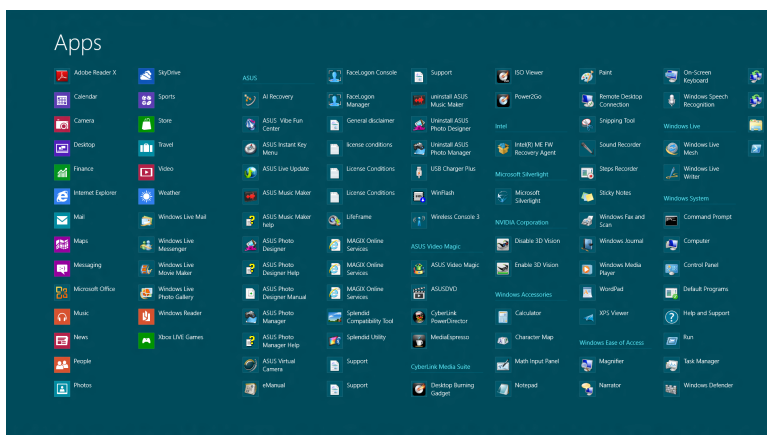 Apps
Adobe Reader X
Calendar
Camera
Desktop
Finance
Internet Explorer
Mail
Maps
Messaging
Microsoft Office
Music
News
People
Photos
SkyDrive
Sports
Store
Travel
Video
Weather
Windows Live Mail
Windows Live
Messenger
Windows Live
Movie Maker
Windows Live
Photo Gallery
Windows Reader
Xbox LIVE Games
ASUS
AI Recovery
ASUS Vibe Fun
Center
ASUS Instant Key
Menu
ASUS Live Update
ASUS Music Maker
ASUS Music Maker
help
ASUS Photo
Designer
ASUS Photo
Designer Help
ASUS Photo
Designer Manual
ASUS Photo
Manager
ASUS Photo
Manager Help
ASUS Virtual
Camera
eManual
FaceLogon Console
FaceLogon
Manager
General disclaimer
license conditions
License Conditions
License Conditions
LifeFrame
MAGIX Online
Services
MAGIX Online
Services
MAGIX Online
Services
Splendid
Compatibility Tool
Splendid Utility
Support
Support
Support
uninstall ASUS
Music Maker
Uninstall ASUS
Photo Designer
Uninstall ASUS
Photo Manager
USB Charger Plus
WinFlash
Wireless Console 3
ASUS Video Magic
ASUS Video Magic
ASUSDVD
CyberLink
PowerDirector
MediaEspresso
CyberLink Media Suite
Desktop Burning
Gadget
ISO Viewer
Power2Go
Intel
Intel(R) ME FW
Recovery Agent
Microsoft Silverlight
Microsoft
Silverlight
NVIDIA Corporation
Disable 3D Vision
Enable 3D Vision
Windows Accessories
Calculator
Character Map
Math Input Panel
Notepad
Paint
Remote Desktop
Connection
Snipping Tool
Sound Recorder
Steps Recorder
Sticky Notes
Windows Fax and
Scan
Windows Journal
Windows Media
Player
WordPad
XPS Viewer
Windows Ease of Access
Magnifier
Narrator
On-Screen
Keyboard
Windows Speech
Recognition
Windows Live
Windows Live
Mesh
Windows Live
Writer
Windows System
Command Prompt
Computer
Control Panel
Default Programs
Help and Support
Run
Task Manager
Windows Defender